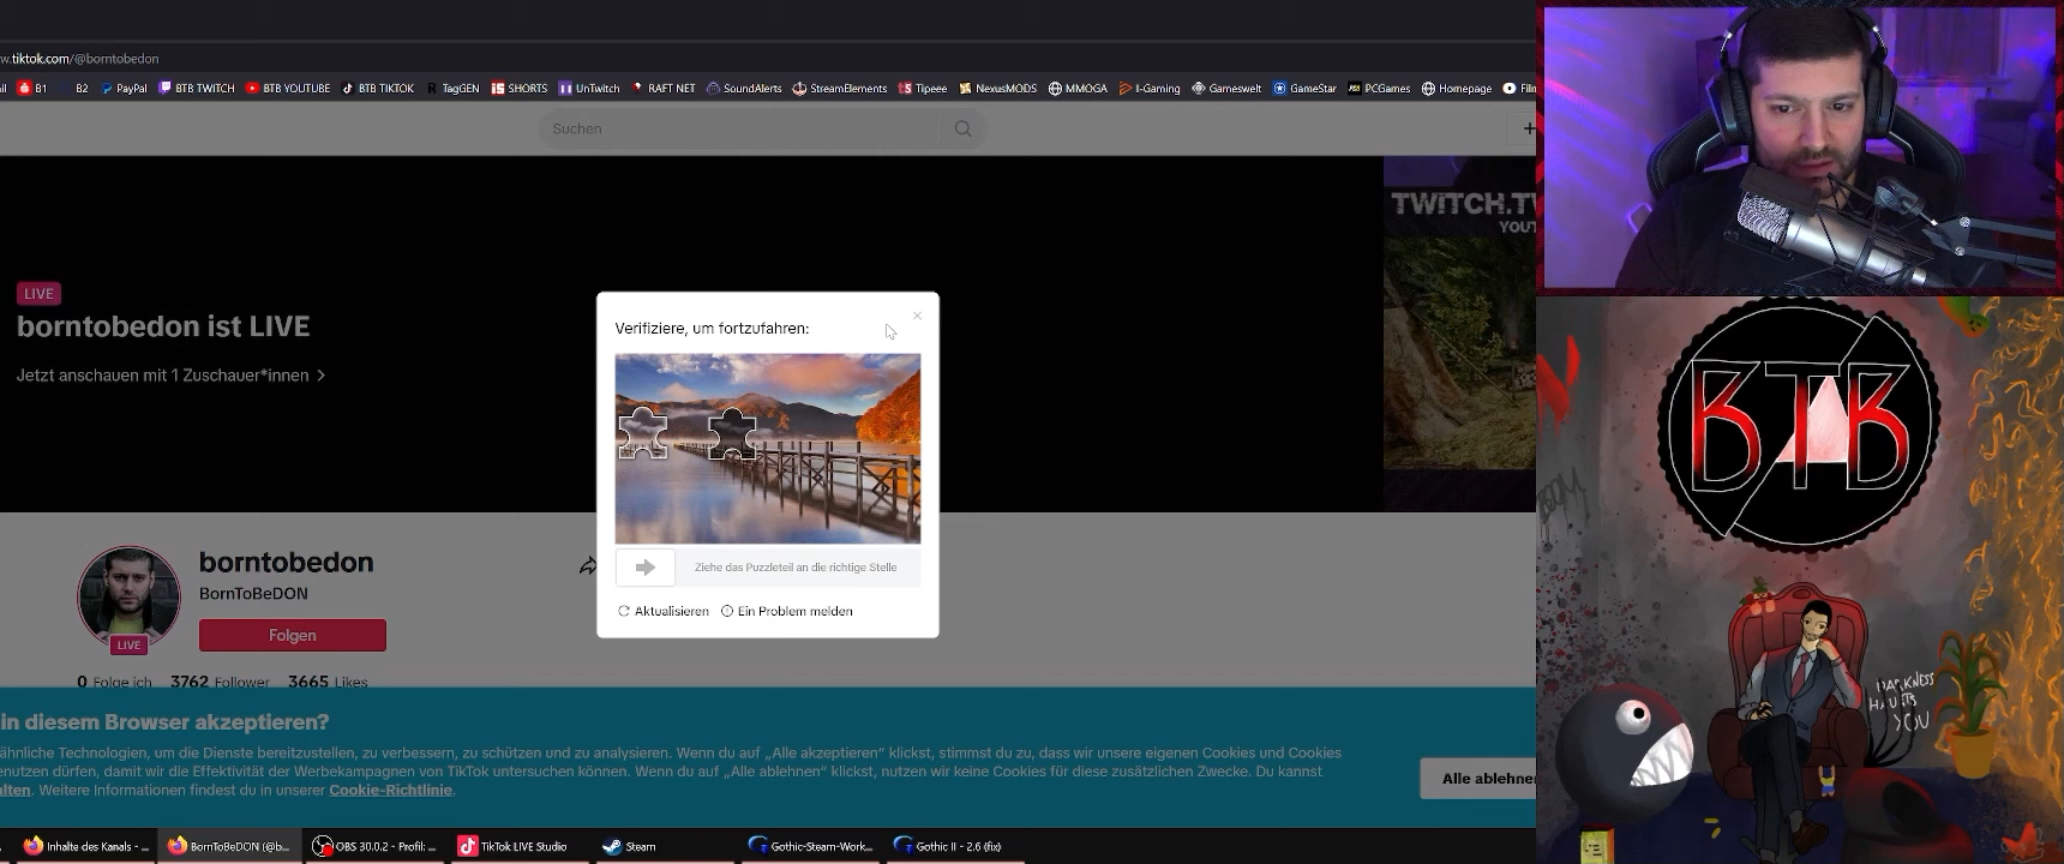 w.tiktok.com/@borntobedon
il B1 B2 PayPal BTB TWITCH BTB YOUTUBE BTB TIKTOK R TagGEN SHORTS UnTwitch RAFT NET SoundAlerts StreamElements Tipeee NexusMODS MMOGA I-Gaming Gameswelt GameStar PCGames Homepage Film
Suchen
TWITCH.TV
YOUT
LIVE
borntobedon ist LIVE
Jetzt anschauen mit 1 Zuschauer*innen >
Verifiziere, um fortzufahren:
Ziehe das Puzzleteil an die richtige Stelle
Aktualisieren Ein Problem melden
borntobedon
BornToBeDON
LIVE
Folgen
0 Folge ich 3762 Follower 3665 Likes
in diesem Browser akzeptieren?
ähnliche Technologien, um die Dienste bereitzustellen, zu verbessern, zu schützen und zu analysieren. Wenn du auf „Alle akzeptieren" klickst, stimmst du zu, dass wir unsere eigenen Cookies und Cookies
enutzen dürfen, damit wir die Effektivität der Werbekampagnen von TikTok untersuchen können. Wenn du auf „Alle ablehnen" klickst, nutzen wir keine Cookies für diese zusätzlichen Zwecke. Du kannst
alten. Weitere Informationen findest du in unserer Cookie-Richtlinie.
Alle ablehnen
Inhalte des Kanals - ... BornToBeDON (@b... OBS 30.0.2 - Profil: ... TikTok LIVE Studio Steam Gothic-Steam-Work... Gothic II - 2.6 (fix)
BTB
DARKNESS
HAUNTS
YOU